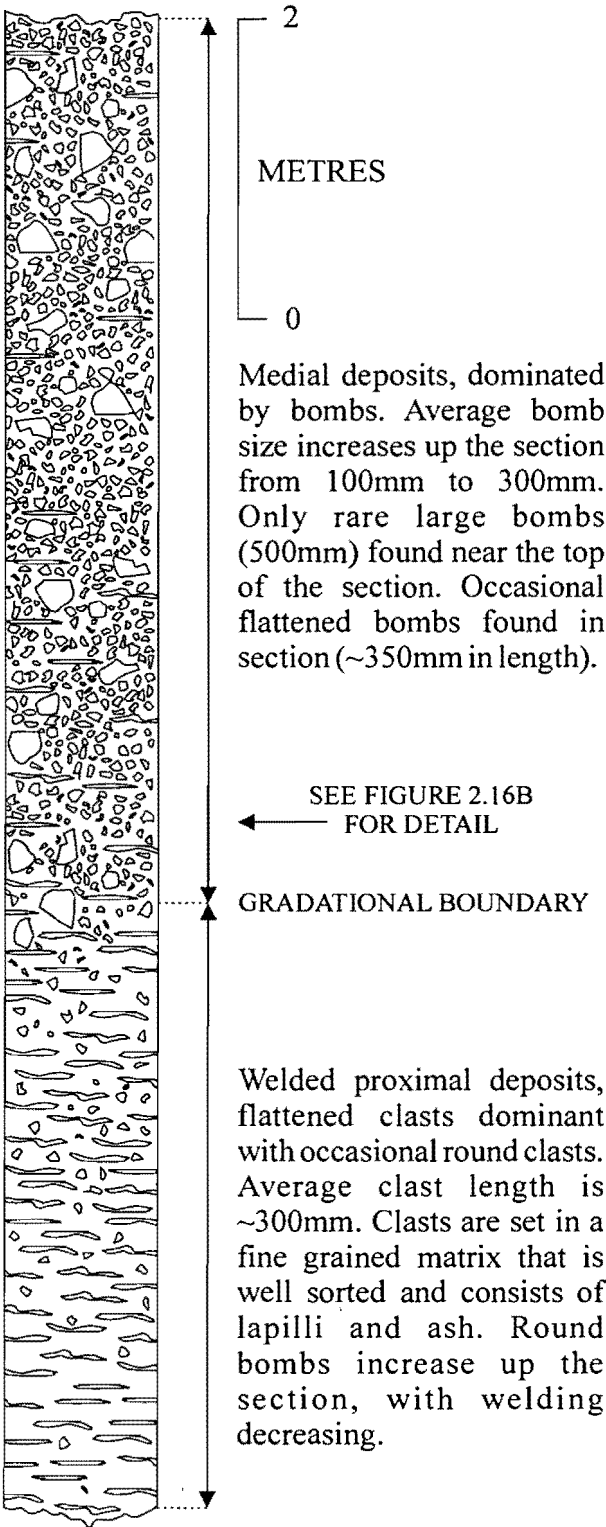 2
METRES
0
Medial deposits, dominated
by bombs. Average bomb
size increases up the section
from 100mm to 300mm.
Only rare large bombs
(500mm) found near the top
of the section. Occasional
flattened bombs found in
section (~350mm in length).
SEE FIGURE 2.16B
FOR DETAIL
GRADATIONAL BOUNDARY
Welded proximal deposits,
flattened clasts dominant
with occasional round clasts.
Average clast length is
~300mm. Clasts are set in a
fine grained matrix that is
well sorted and consists of
lapilli and ash. Round
bombs increase up the
section, with welding
decreasing.